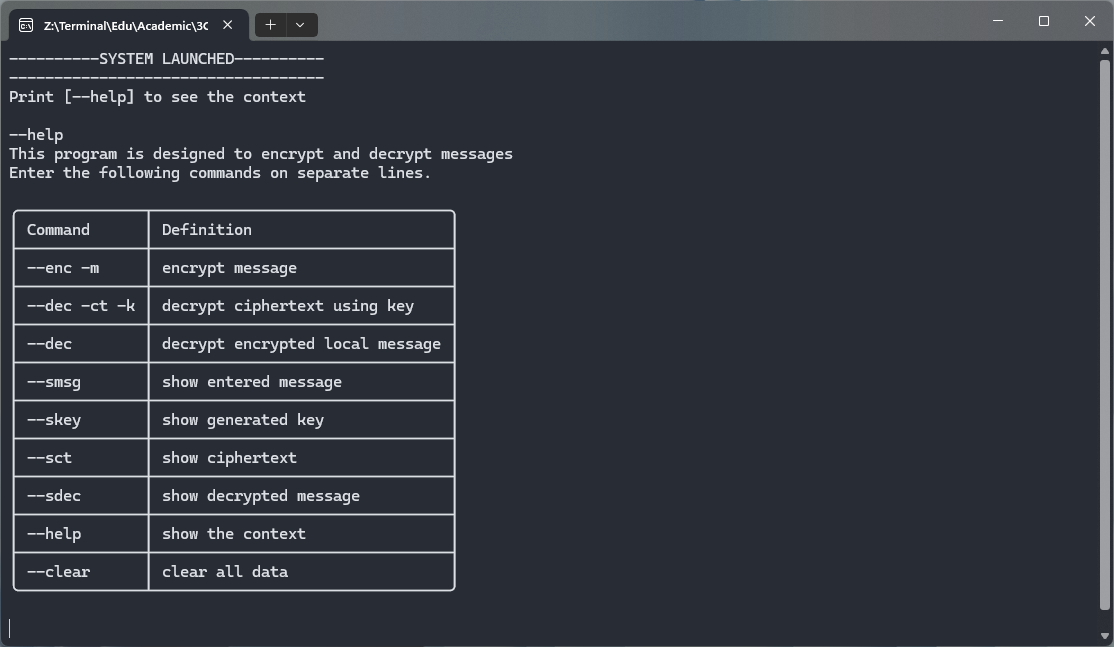 Z:\Terminal\Edu\Academic\3C
----------SYSTEM LAUNCHED----------
-----------------------------------
Print [--help] to see the context
--help
This program is designed to encrypt and decrypt messages
Enter the following commands on separate lines.
Command Definition
--enc -m encrypt message
--dec -ct -k decrypt ciphertext using key
--dec decrypt encrypted local message
--smsg show entered message
--skey show generated key
--sct show ciphertext
--sdec show decrypted message
--help show the context
--clear clear all data